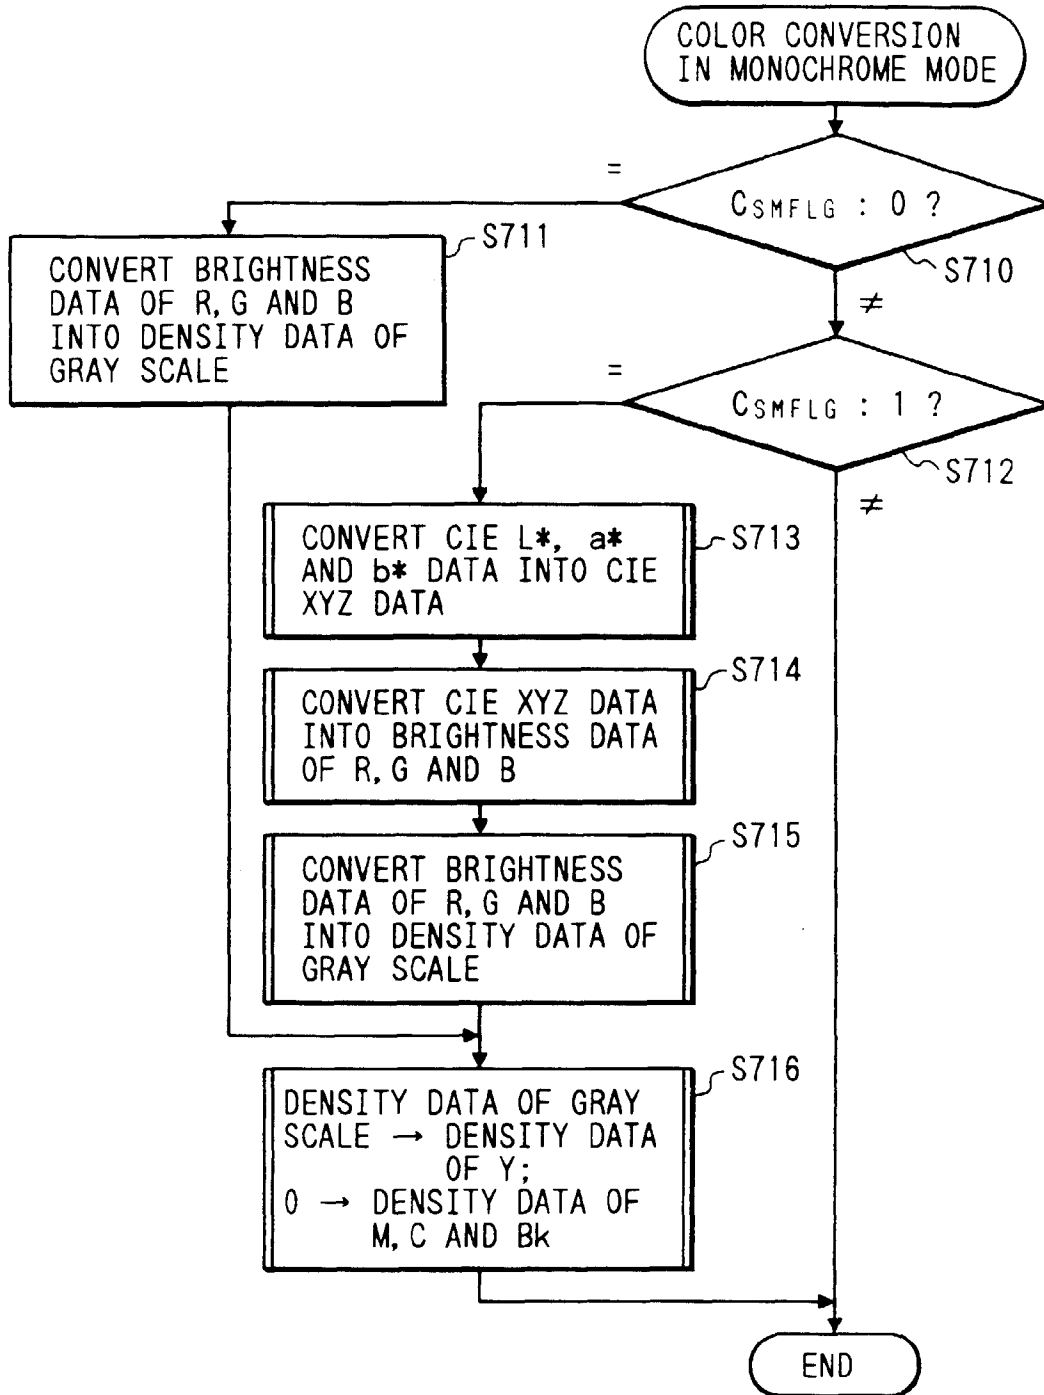 COLOR CONVERSION
IN MONOCHROME MODE
=
CSMFLG : 0 ?
S710
≠
S711
CONVERT BRIGHTNESS
DATA OF R, G AND B
INTO DENSITY DATA OF
GRAY SCALE
=
CSMFLG : 1 ?
S712
≠
S713
CONVERT CIE L*, a*
AND b* DATA INTO CIE
XYZ DATA
S714
CONVERT CIE XYZ DATA
INTO BRIGHTNESS DATA
OF R, G AND B
S715
CONVERT BRIGHTNESS
DATA OF R, G AND B
INTO DENSITY DATA OF
GRAY SCALE
S716
DENSITY DATA OF GRAY
SCALE → DENSITY DATA
OF Y;
0 → DENSITY DATA OF
M, C AND Bk
END